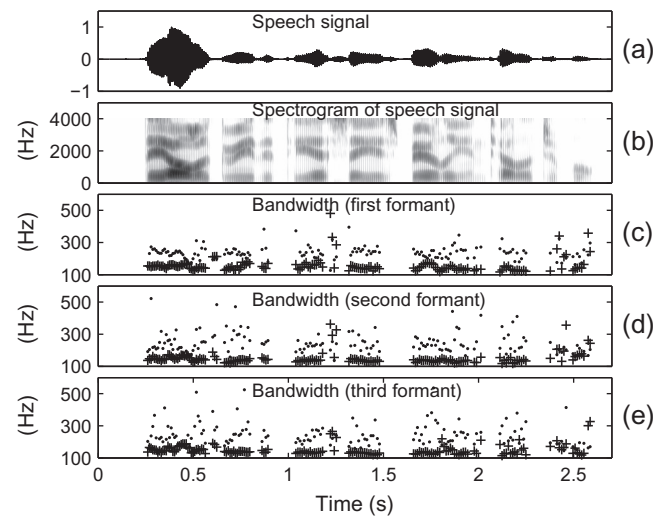 Speech signal
1
0
−1
(a)
Spectrogram of speech signal
4000
2000
0
(Hz)
(b)
Bandwidth (first formant)
500
300
100
(Hz)
(c)
Bandwidth (second formant)
500
300
100
(Hz)
(d)
Bandwidth (third formant)
500
300
100
(Hz)
(e)
0 0.5 1 1.5 2 2.5
Time (s)